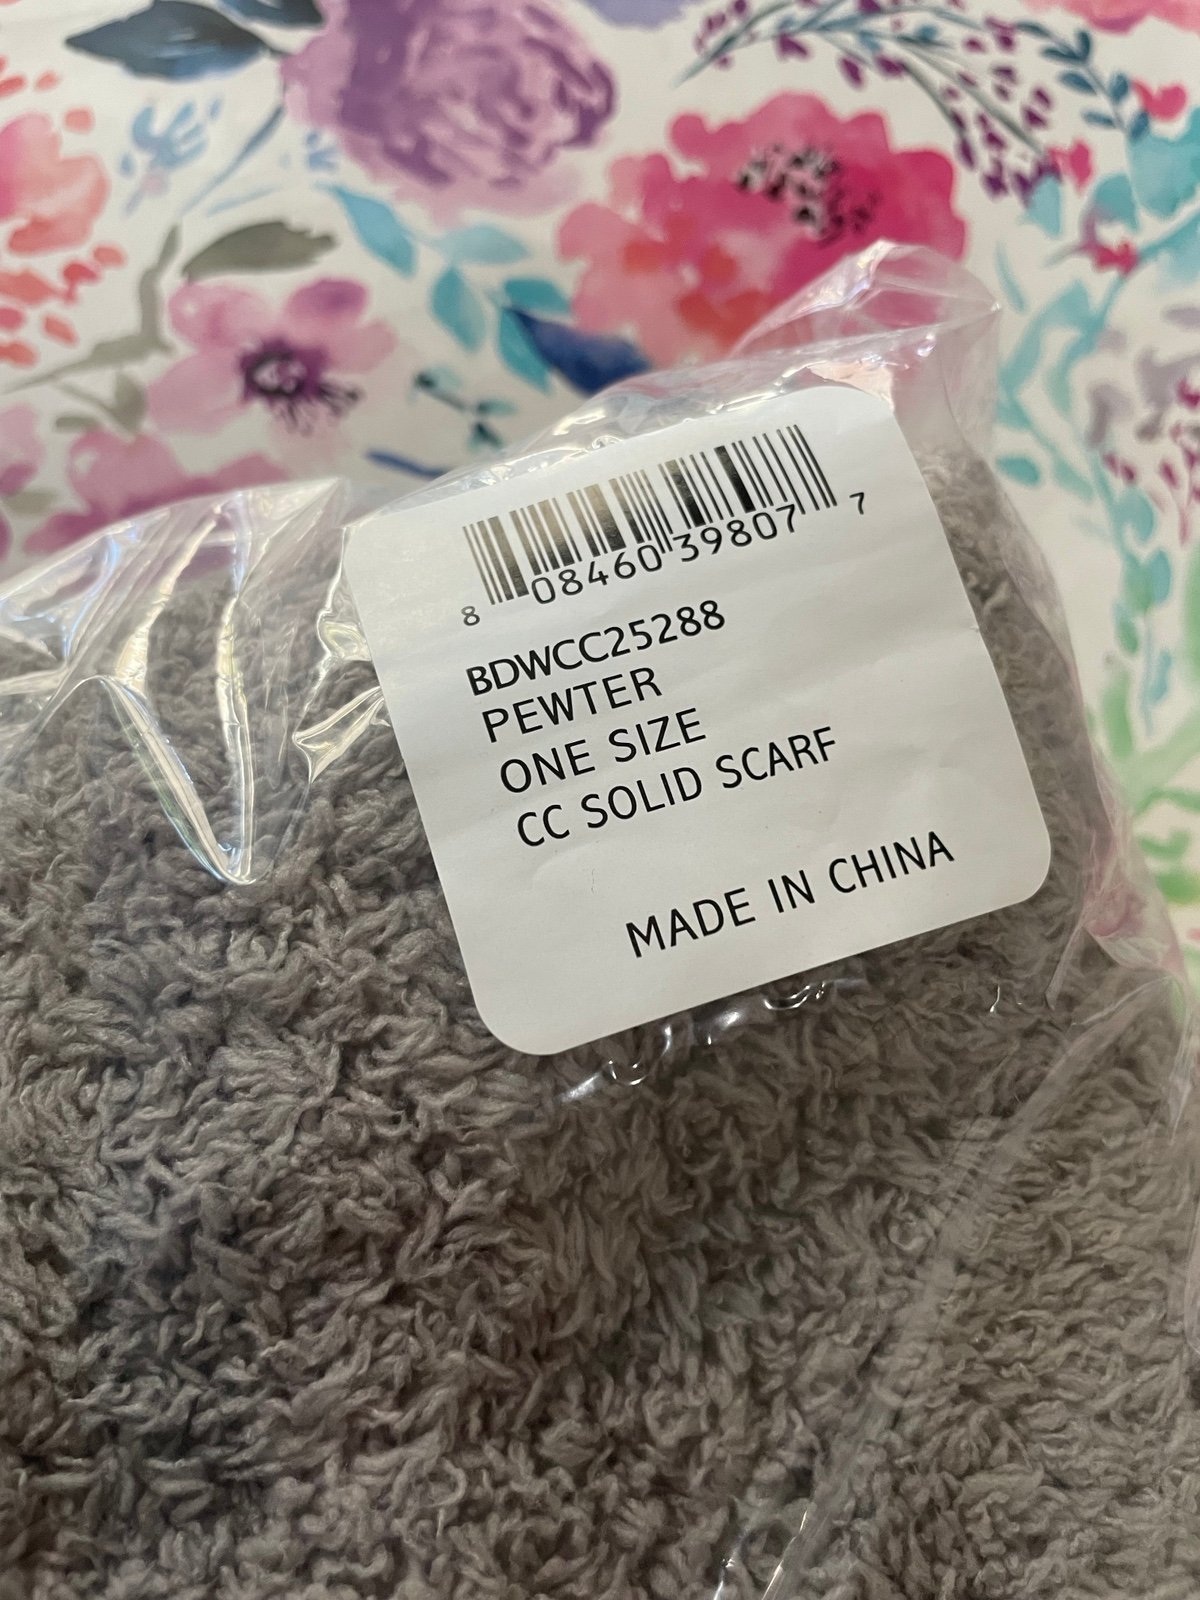 8 08460 39807 7
BDWCC25288
PEWTER
ONE SIZE
CC SOLID SCARF
MADE IN CHINA